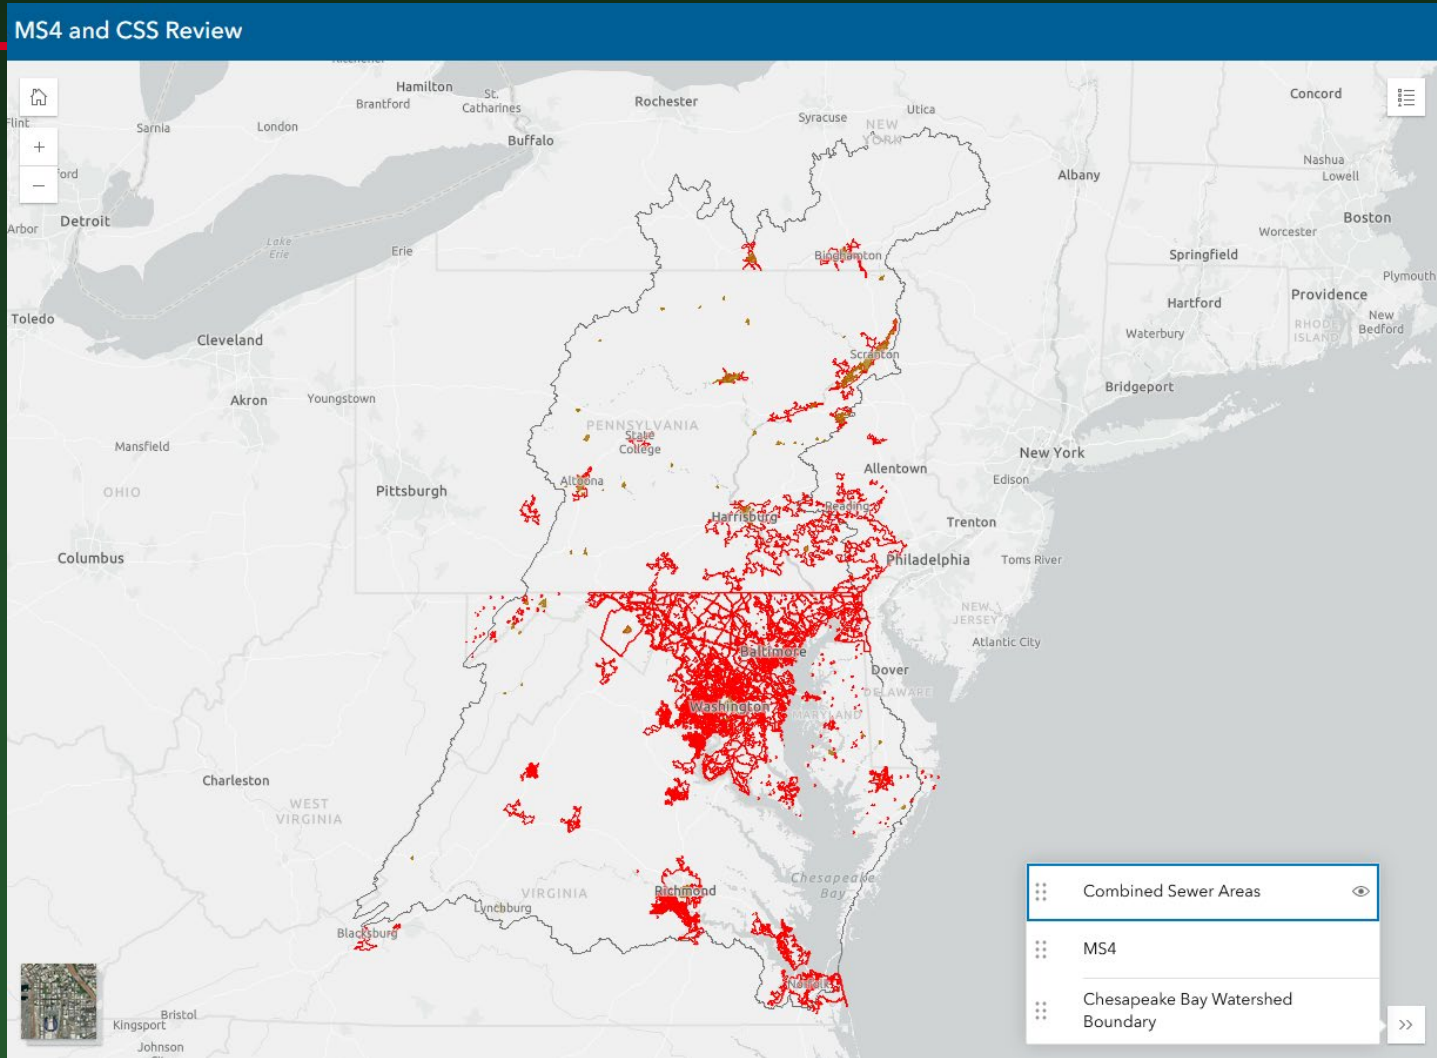 MS4 and CSS Review
Hamilton
St.
Catharines
Brantford
Rochester
Syracuse
Utica
NEW
YORK
Concord
Sarnia
London
Buffalo
Albany
Nashua
Lowell
+
−
Detroit
Arbor
Lake
Erie
Erie
Binghamton
Springfield
Worcester
Boston
Plymouth
Toledo
Hartford
Providence
New
Bedford
RHODE
ISLAND
Waterbury
Cleveland
Scranton
Bridgeport
Akron
Youngstown
PENNSYLVANIA
State
College
Mansfield
New York
Allentown
Edison
OHIO
Pittsburgh
Altoona
Reading
Harrisburg
Trenton
Columbus
Philadelphia
Toms River
NEW
JERSEY
Atlantic City
Baltimore
Dover
DELAWARE
Washington
MARYLAND
Charleston
WEST
VIRGINIA
Chesapeake
Bay
VIRGINIA
Richmond
Lynchburg
Blacksburg
Norfolk
Bristol
Kingsport
Johnson
Combined Sewer Areas
MS4
Chesapeake Bay Watershed
Boundary